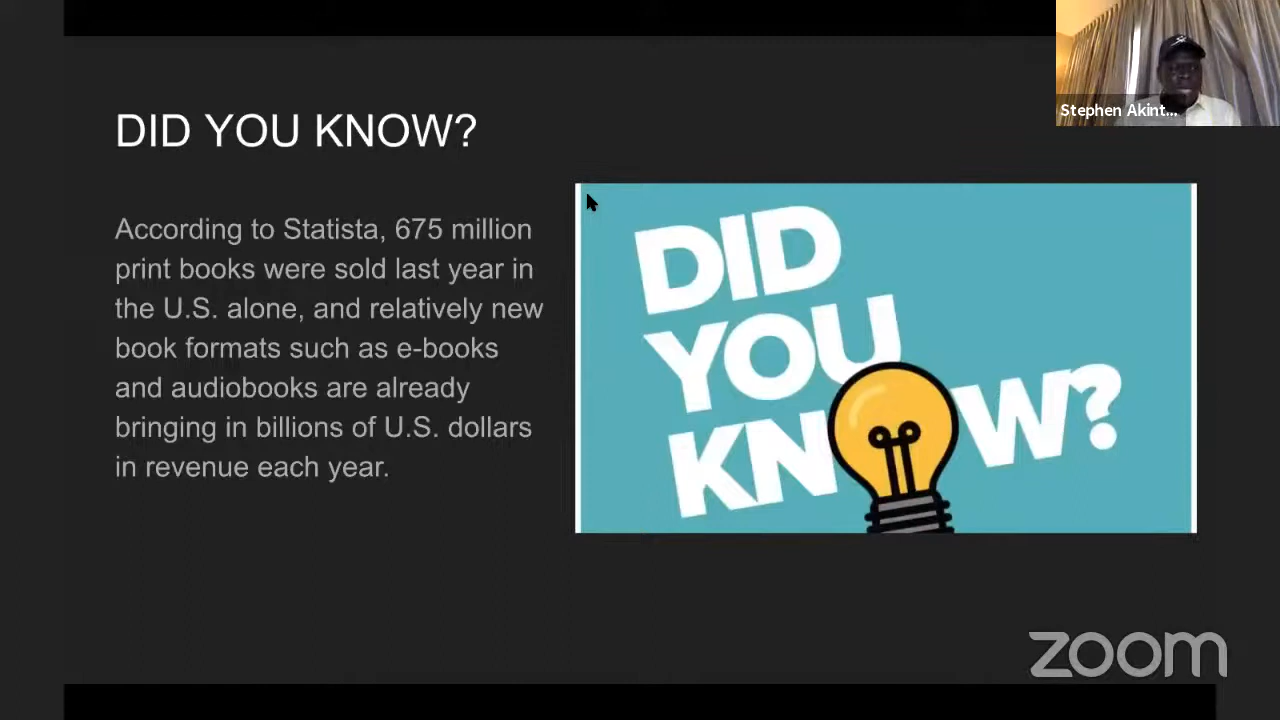 Stephen Akint...
DID YOU KNOW?
According to Statista, 675 million
print books were sold last year in
the U.S. alone, and relatively new
book formats such as e-books
and audiobooks are already
bringing in billions of U.S. dollars
in revenue each year.
DID
YOU
KNOW?
zoom